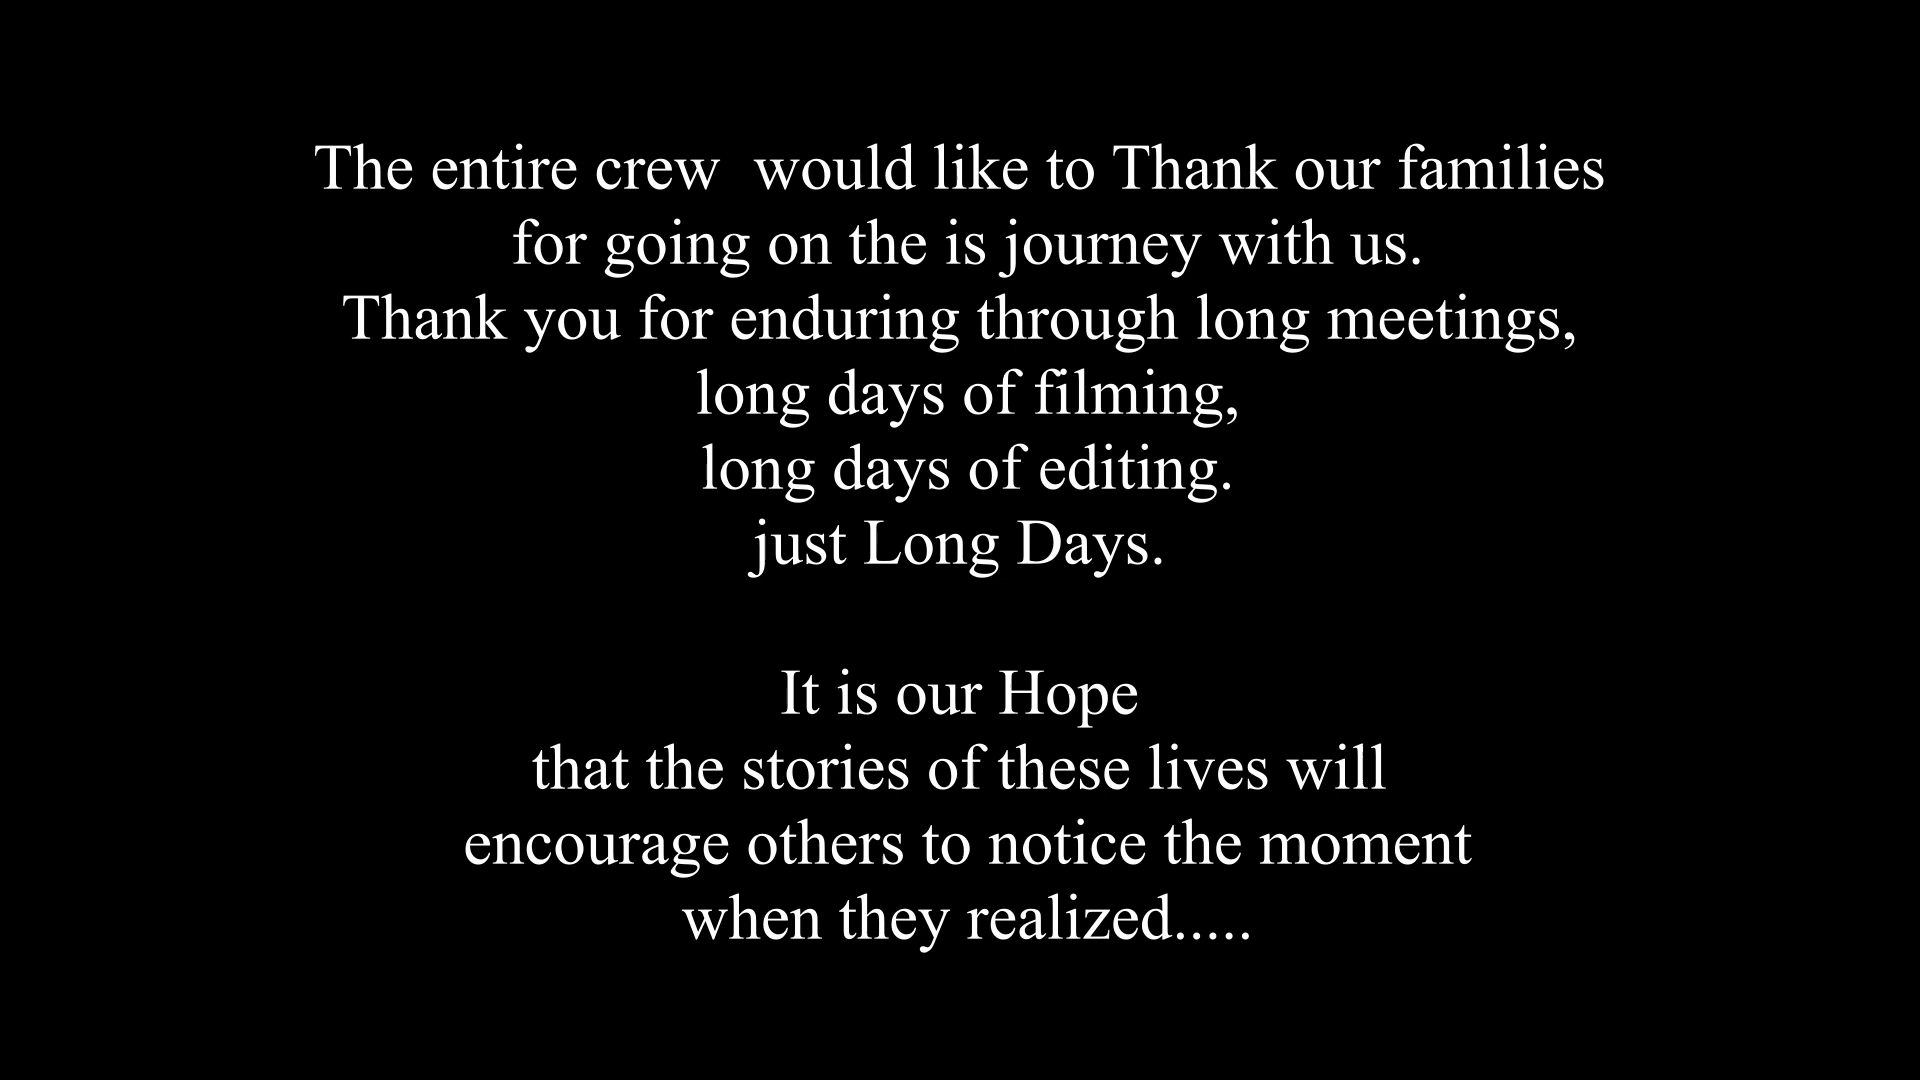 The entire crew  would like to Thank our families
for going on the is journey with us.
Thank you for enduring through long meetings,
long days of filming,
long days of editing.
just Long Days.
It is our Hope
that the stories of these lives will
encourage others to notice the moment
when they realized.....